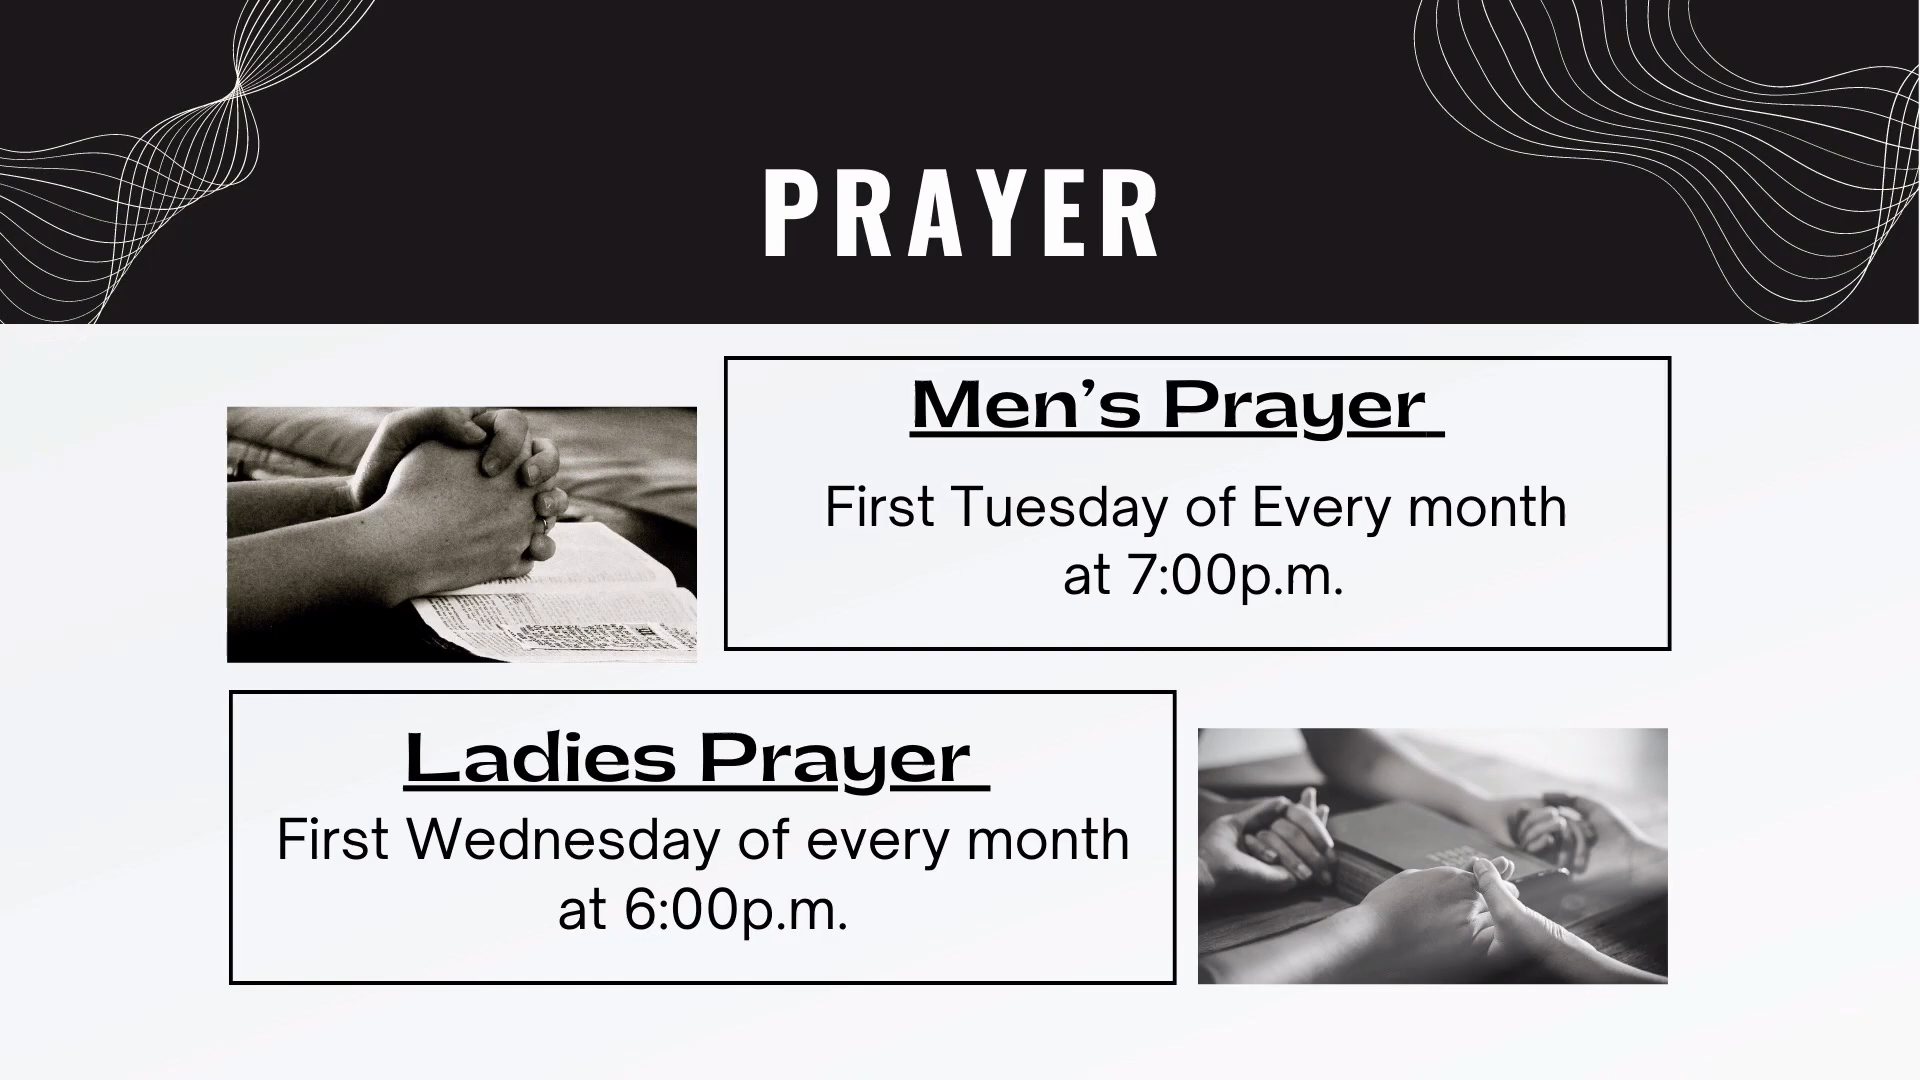 PRAYER
Men’s Prayer
First Tuesday of Every month
at 7:00p.m.
Ladies Prayer
First Wednesday of every month
at 6:00p.m.